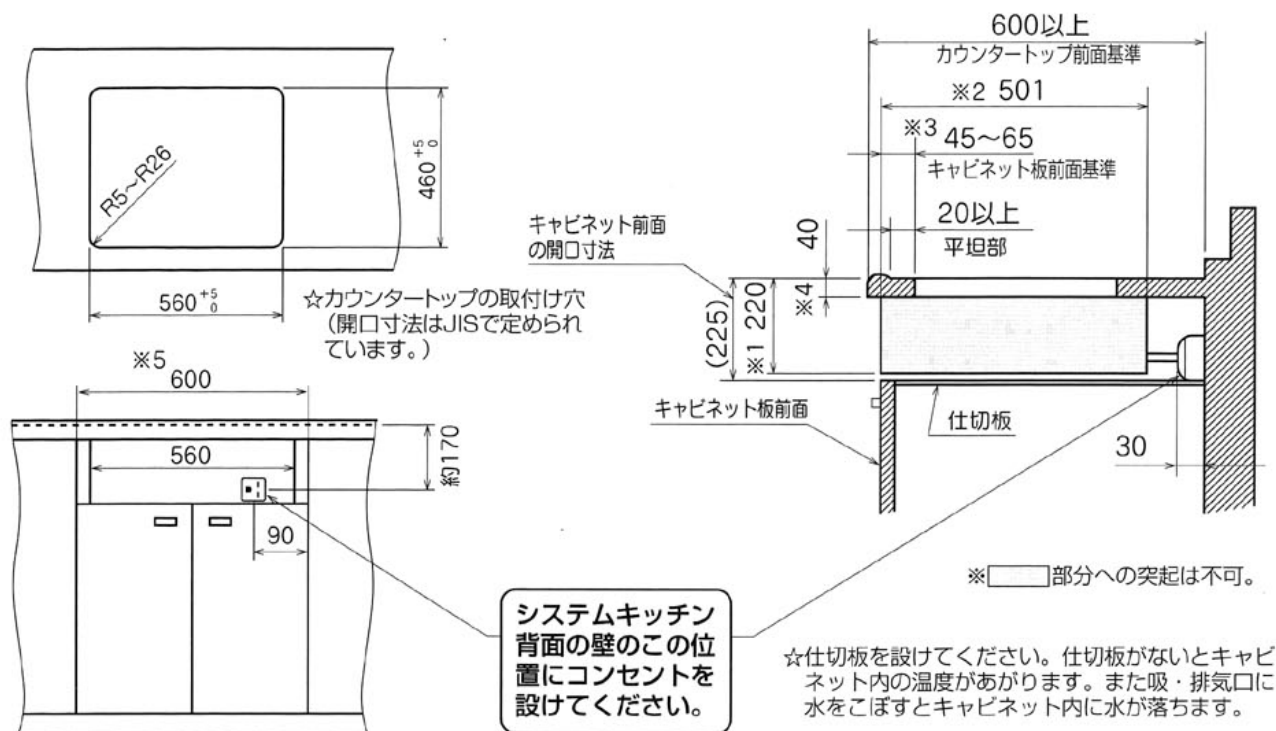 R5～R26
460 +5 0
560 +5 0
☆カウンタートップの取付け穴
（開口寸法はJISで定められ
ています。）
※5
600
560
約170
90
システムキッチン
背面の壁のこの位
置にコンセントを
設けてください。
600以上
カウンタートップ前面基準
※2 501
※3
45～65
キャビネット板前面基準
20以上
平坦部
キャビネット前面
の開口寸法
40
※4
(225)
※1 220
キャビネット板前面
仕切板
30
※部分への突起は不可。
☆仕切板を設けてください。仕切板がないとキャビ
ネット内の温度があがります。また吸・排気口に
水をこぼすとキャビネット内に水が落ちます。